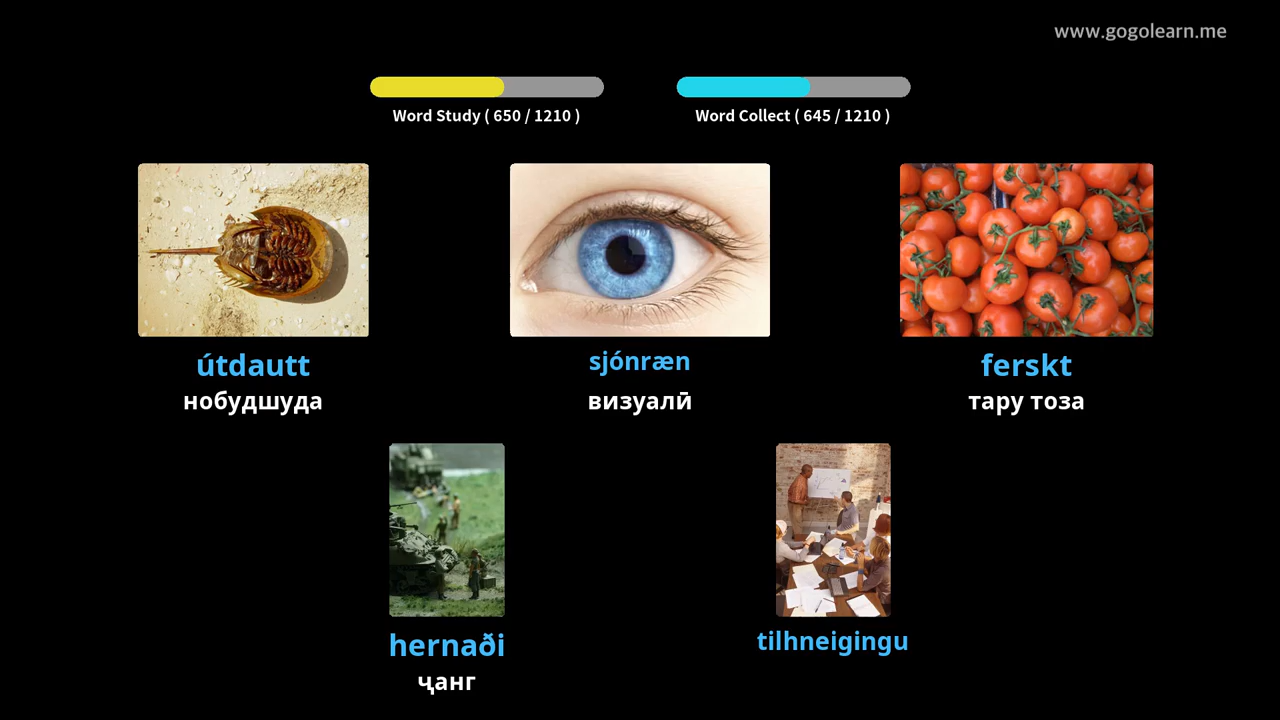 www.gogolearn.me
Word Study ( 650 / 1210 )
Word Collect ( 645 / 1210 )
útdautt
нобудшуда
sjónræn
визуалӣ
ferskt
тару тоза
hernaði
ҷанг
tilhneigingu